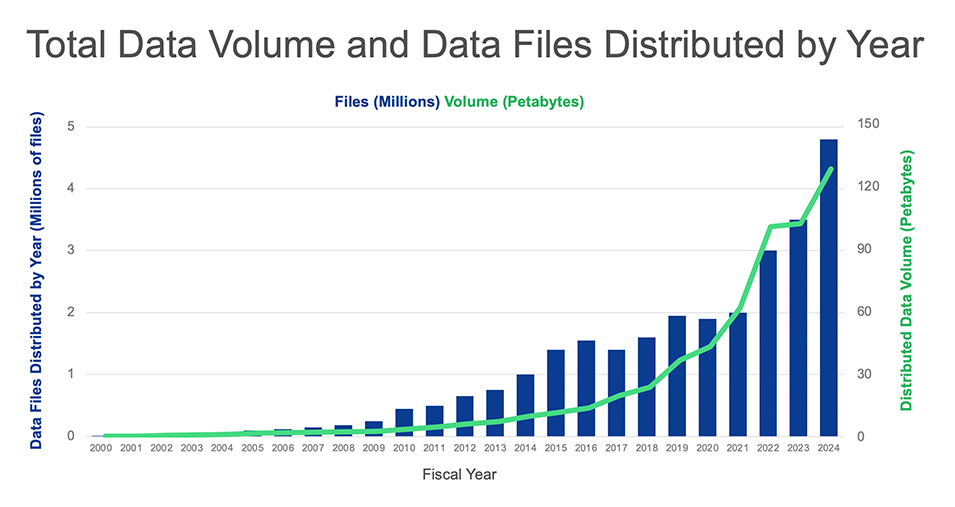 Total Data Volume and Data Files Distributed by Year
Files (Millions) Volume (Petabytes)
Data Files Distributed by Year (Millions of files)
5
4
3
2
1
0
150
120
90
60
30
0
Distributed Data Volume (Petabytes)
2000 2001 2002 2003 2004 2005 2006 2007 2008 2009 2010 2011 2012 2013 2014 2015 2016 2017 2018 2019 2020 2021 2022 2023 2024
Fiscal Year